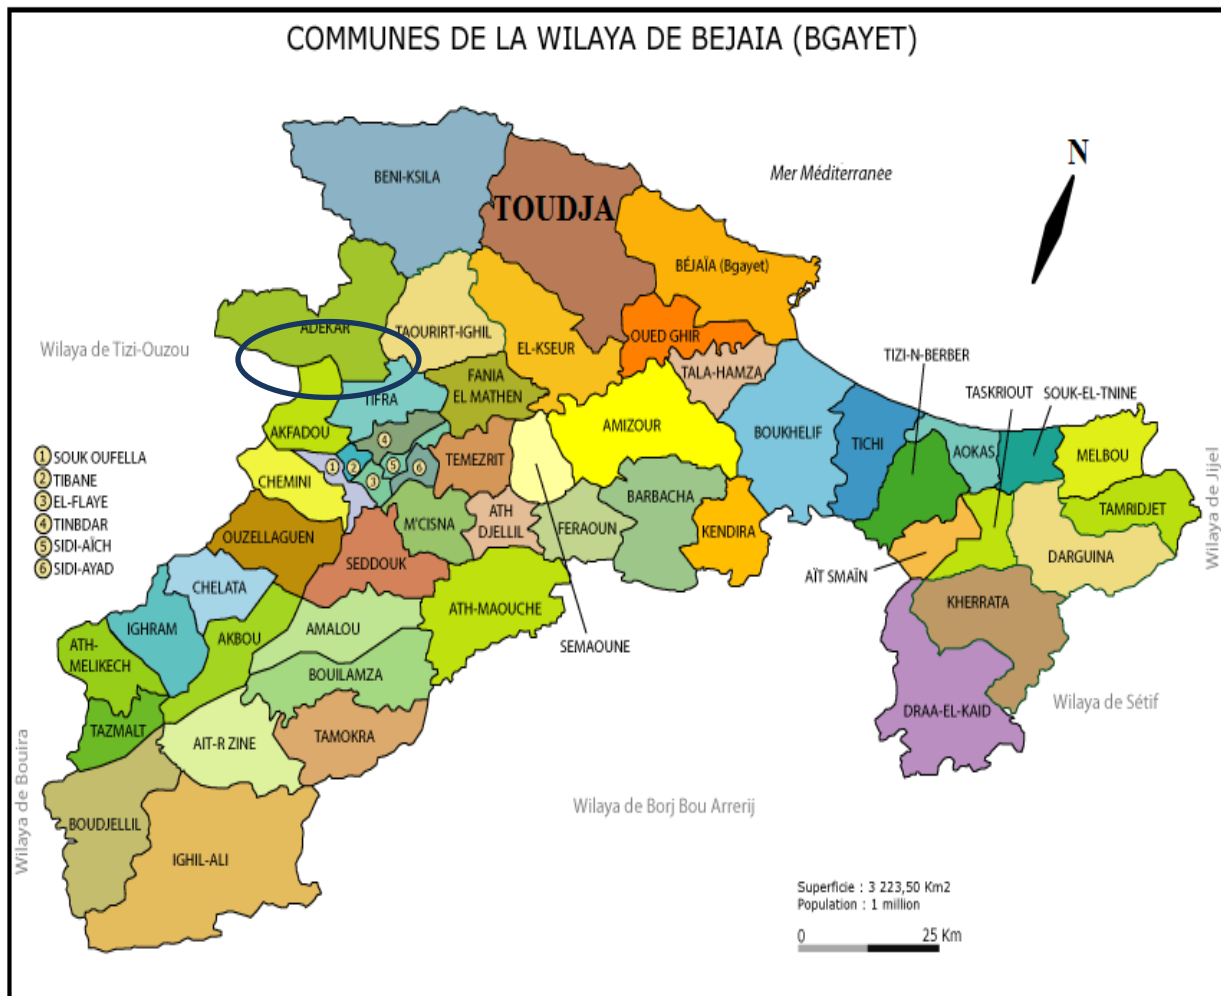 COMMUNES DE LA WILAYA DE BEJAIA (BGAYET)
N
Mer Méditerranée
BENI-KSILA
TOUDJA
BÉJAÏA (Bgayet)
ADEKAR
TAOURIRT-IGHIL
EL-KSEUR
OUED GHIR
Wilaya de Tizi-Ouzou
TALA-HAMZA
TIZI-N-BERBER
FANIA
EL MATHEN
TIFRA
TASKRIOUT
SOUK-EL-TNINE
AKFADOU
AMIZOUR
BOUKHELIF
TICHI
AOKAS
MELBOU
Wilaya de Jijel
1 SOUK OUFELLA
2 TIBANE
3 EL-FLAYE
4 TINBDAR
5 SIDI-AÏCH
6 SIDI-AYAD
4
1
2
5
6
3
TEMEZRIT
CHEMINI
BARBACHA
TAMRIDJET
OUZELLAGUEN
M'CISNA
ATH
DJELLIL
FERAOUN
KENDIRA
DARGUINA
SEDDOUK
AÏT SMAÏN
CHELATA
ATH-MAOUCHE
KHERRATA
IGHRAM
AKBOU
AMALOU
SEMAOUNE
ATH-
MELIKECH
BOUILAMZA
DRAA-EL-KAID
Wilaya de Sétif
TAZMALT
AIT-R ZINE
TAMOKRA
Wilaya de Bouira
Wilaya de Borj Bou Arrerij
BOUDJELLIL
IGHIL-ALI
Superficie : 3 223,50 Km2
Population : 1 million
0 25 Km